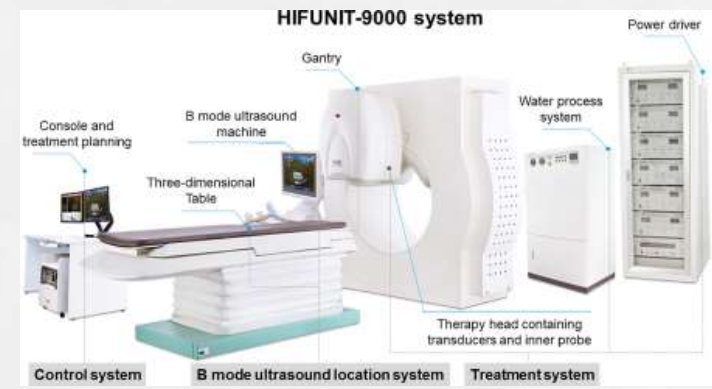 HIFUNIT-9000 system
Power driver
Gantry
Water process
system
B mode ultrasound
machine
Console and
treatment planning
Three-dimensional
Table
Therapy head containing
transducers and inner probe
Control system
B mode ultrasound location system
Treatment system